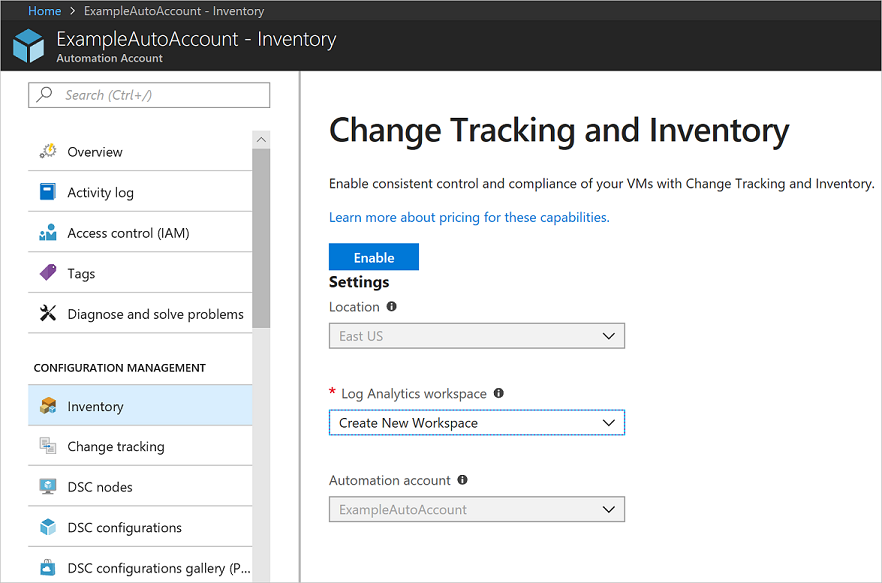 Home > ExampleAutoAccount - Inventory
ExampleAutoAccount - Inventory
Automation Account
Search (Ctrl+/)
Overview
Activity log
Access control (IAM)
Tags
Diagnose and solve problems
CONFIGURATION MANAGEMENT
Inventory
Change tracking
DSC nodes
DSC configurations
DSC configurations gallery (P...
Change Tracking and Inventory
Enable consistent control and compliance of your VMs with Change Tracking and Inventory.
Learn more about pricing for these capabilities.
Enable
Settings
Location
East US
* Log Analytics workspace
Create New Workspace
Automation account
ExampleAutoAccount